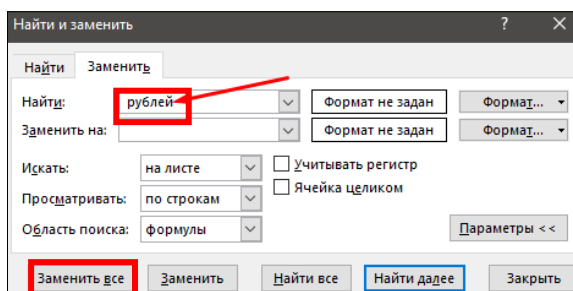 Найти и заменить ? ×
Найти Заменить
Найти: рублей Формат не задан Формат...
Заменить на: Формат не задан Формат...
Искать: на листе Учитывать регистр
Ячейка целиком
Просматривать: по строкам
Область поиска: формулы Параметры <<
Заменить все Заменить Найти все Найти далее Закрыть